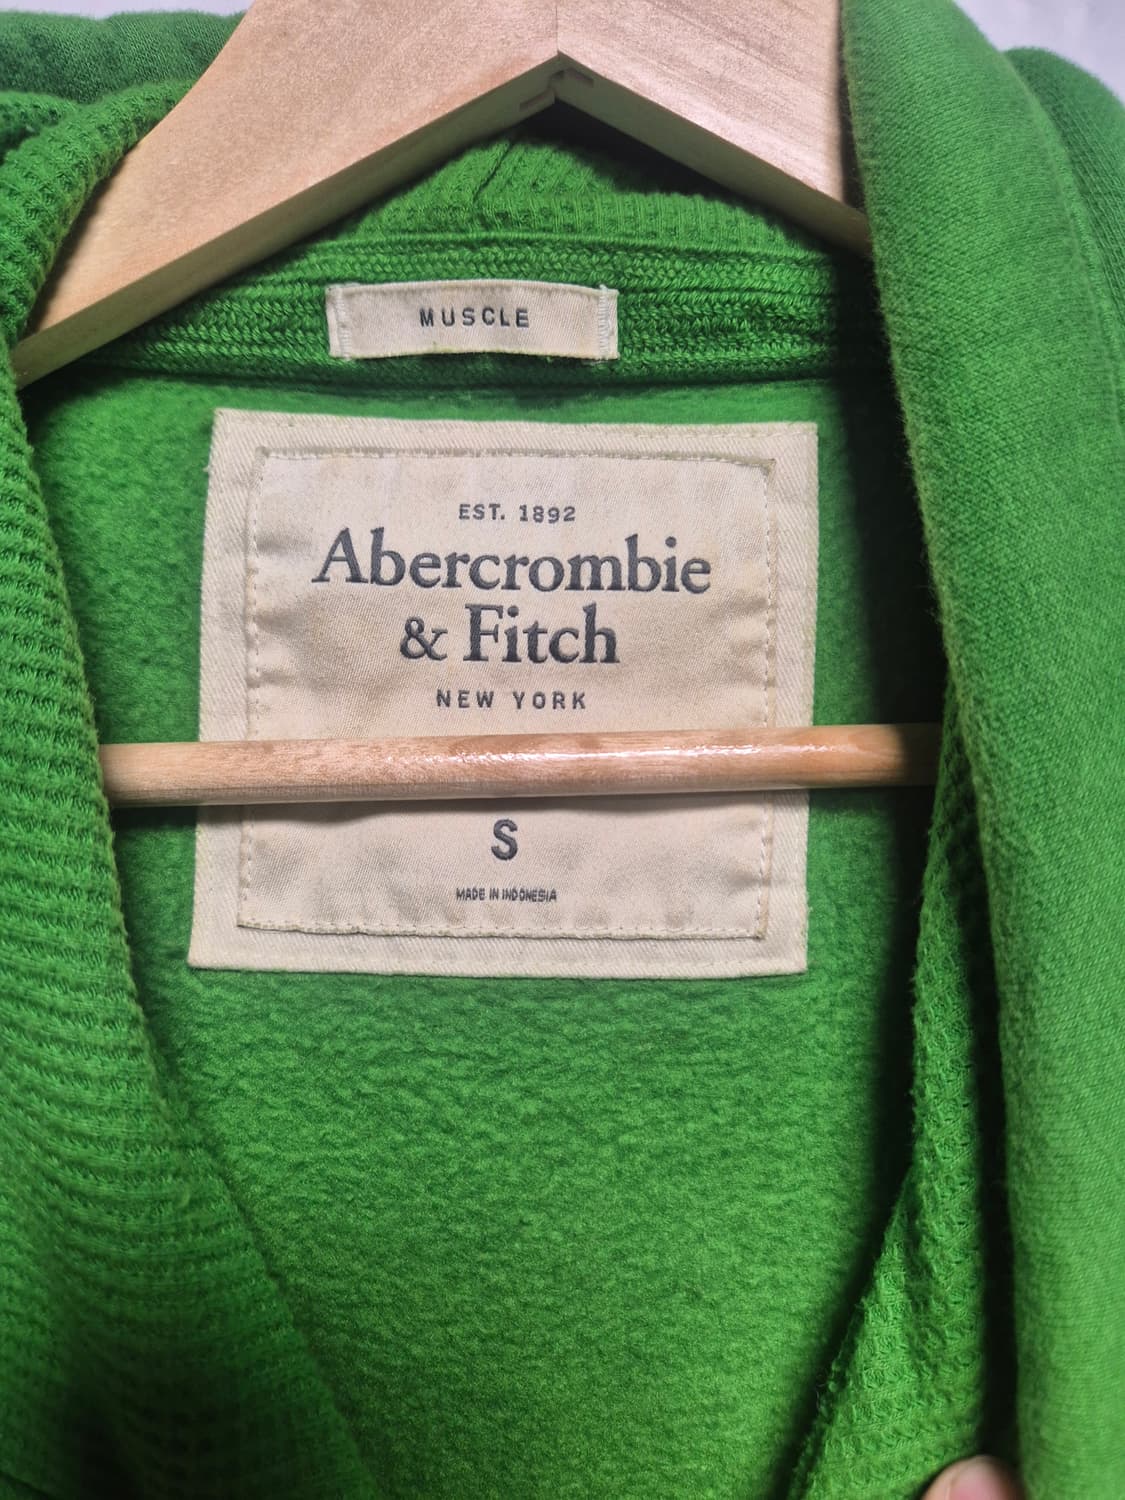 MUSCLE
EST. 1892
Abercrombie
& Fitch
NEW YORK
S
MADE IN INDONESIA